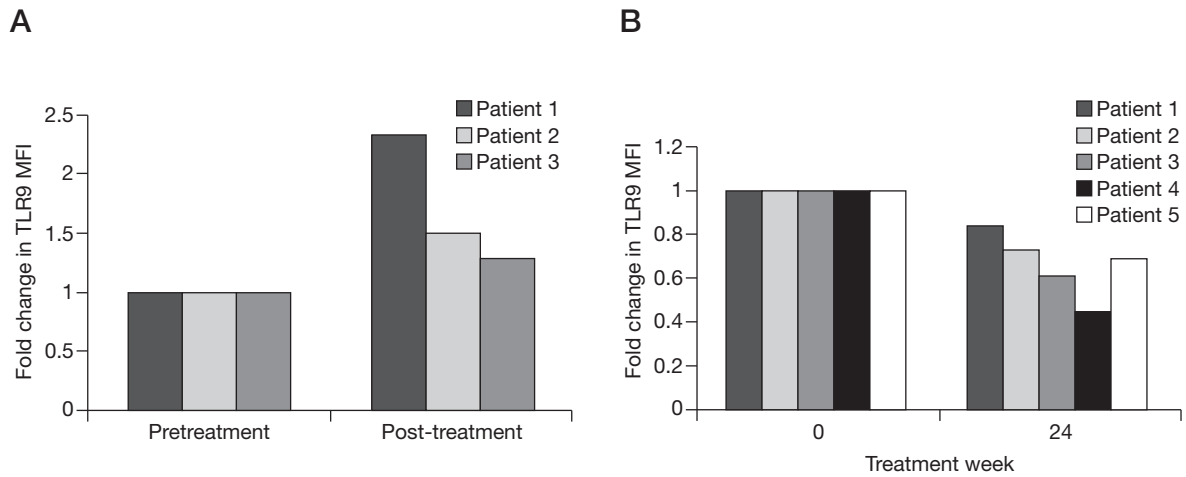 A
Fold change in TLR9 MFI
2.5
2
1.5
1
0.5
0
Patient 1
Patient 2
Patient 3
Pretreatment
Post-treatment
B
Fold change in TLR9 MFI
1.2
1
0.8
0.6
0.4
0.2
0
Patient 1
Patient 2
Patient 3
Patient 4
Patient 5
0
24
Treatment week